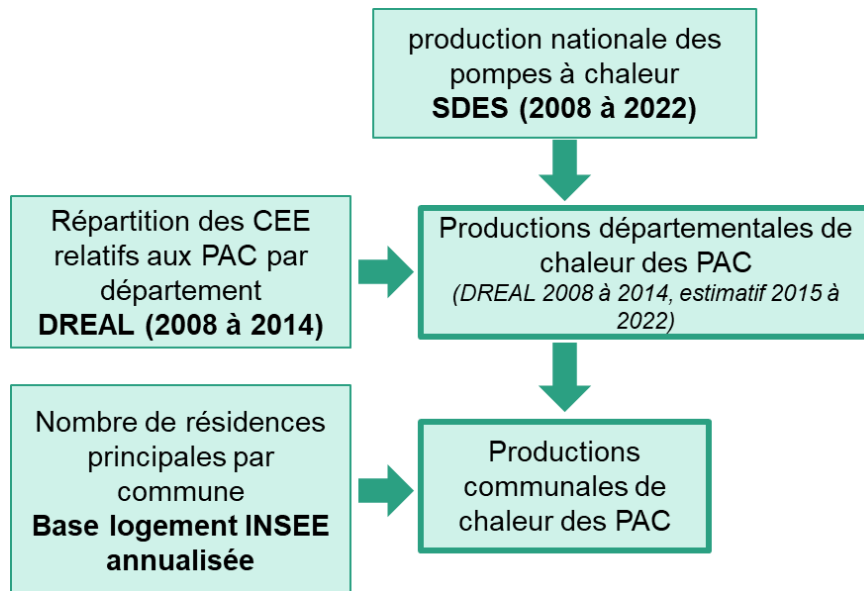 production nationale des
pompes à chaleur
SDES (2008 à 2022)
Répartition des CEE
relatifs aux PAC par
département
DREAL (2008 à 2014)
Productions départementales de
chaleur des PAC
(DREAL 2008 à 2014, estimatif 2015 à
2022)
Nombre de résidences
principales par
commune
Base logement INSEE
annualisée
Productions
communales de
chaleur des PAC